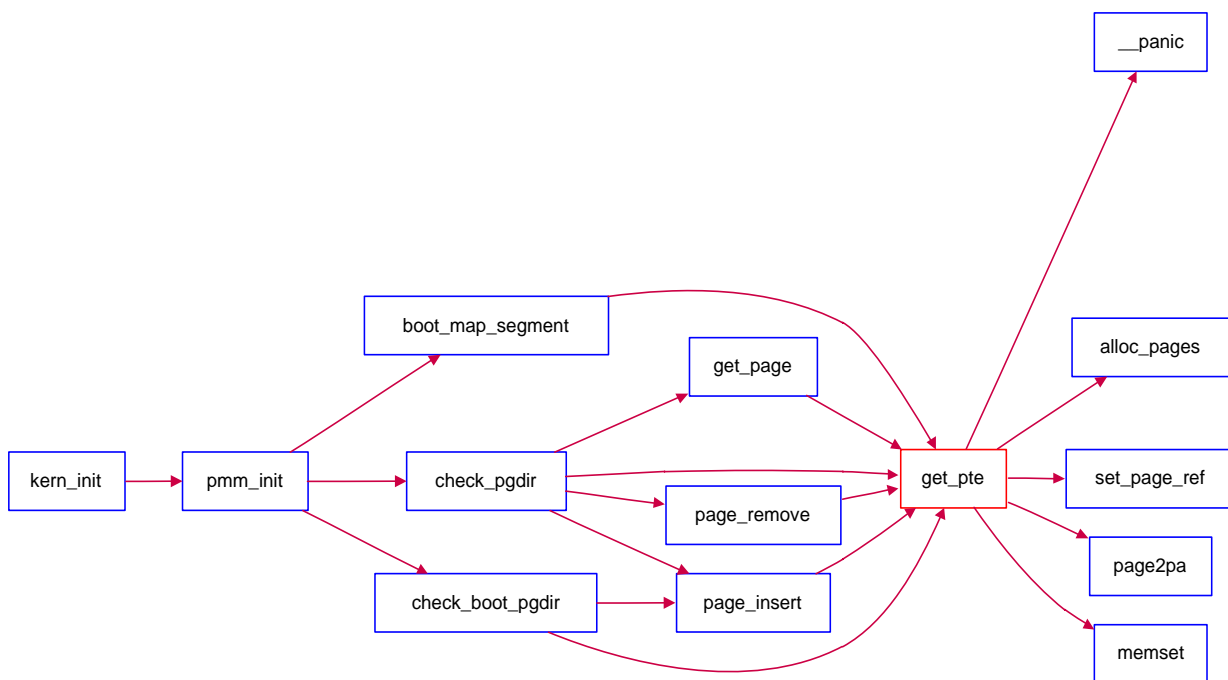 __panic
boot_map_segment
alloc_pages
get_page
kern_init
pmm_init
check_pgdir
get_pte
set_page_ref
page_remove
page2pa
check_boot_pgdir
page_insert
memset